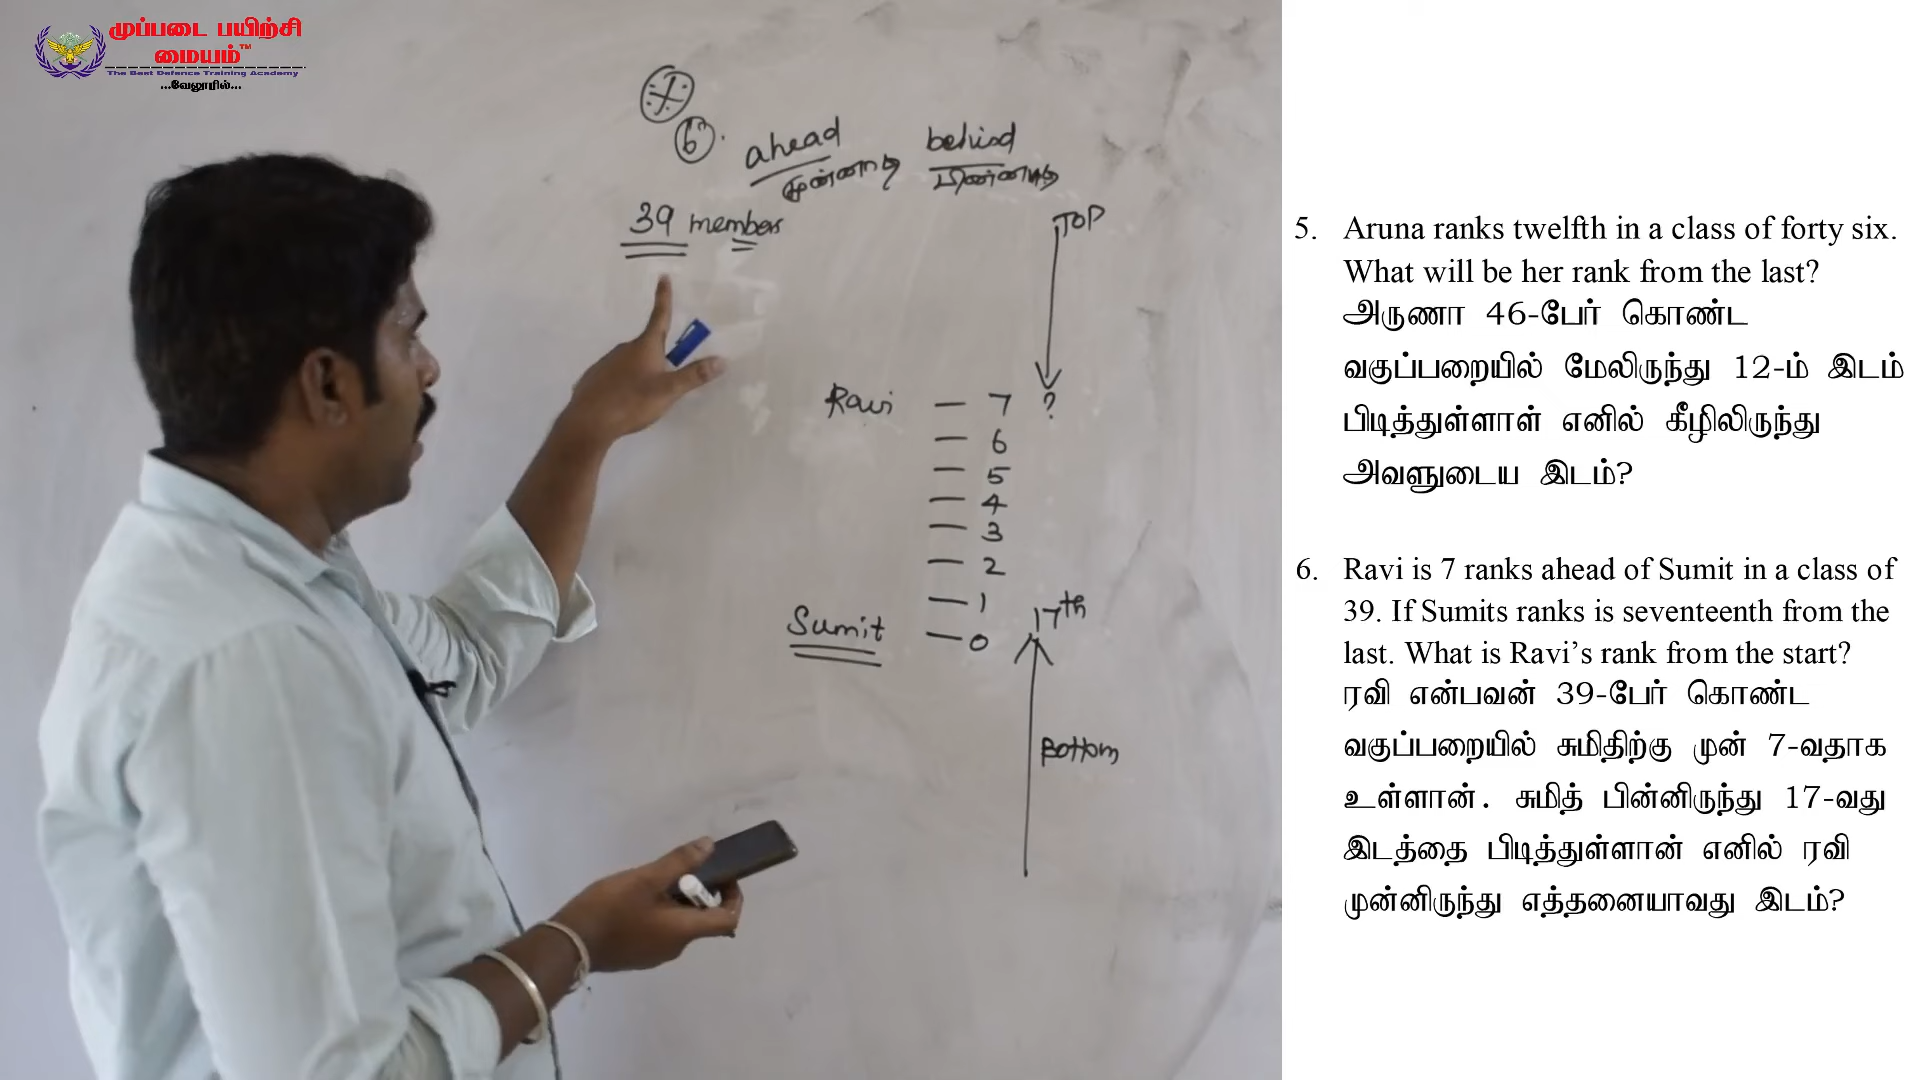 முப்படை பயிற்சி
மையம்™
The Best Defence Training Academy
...வேலூரில்...
6
ahead behind
முன்னாடி பின்னாடி
39 members
TOP
Ravi — 7 ?
— 6
— 5
— 4
— 3
— 2
— 1 17th
Sumit — 0
Bottom
5. Aruna ranks twelfth in a class of forty six.
What will be her rank from the last?
அருணா 46-பேர் கொண்ட
வகுப்பறையில் மேலிருந்து 12-ம் இடம்
பிடித்துள்ளாள் எனில் கீழிலிருந்து
அவளுடைய இடம்?
6. Ravi is 7 ranks ahead of Sumit in a class of
39. If Sumits ranks is seventeenth from the
last. What is Ravi’s rank from the start?
ரவி என்பவன் 39-பேர் கொண்ட
வகுப்பறையில் சுமிதிற்கு முன் 7-வதாக
உள்ளான். சுமித் பின்னிருந்து 17-வது
இடத்தை பிடித்துள்ளான் எனில் ரவி
முன்னிருந்து எத்தனையாவது இடம்?